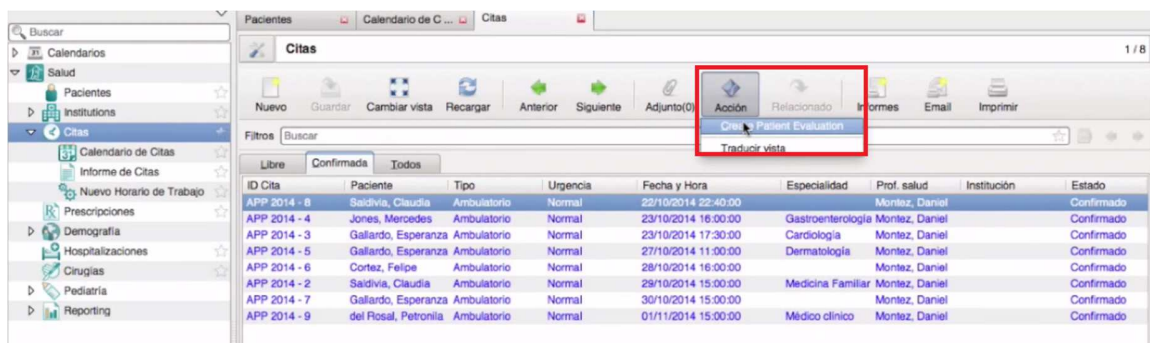 Pacientes Calendario de C ... Citas
Buscar
Calendarios
Salud
Pacientes
Institutions
Citas
Calendario de Citas
Informe de Citas
Nuevo Horario de Trabajo
Prescripciones
Demografía
Hospitalizaciones
Cirugías
Pediatría
Reporting
Citas 1 / 8
Nuevo Guardar Cambiar vista Recargar Anterior Siguiente Adjunto(0) Acción Relacionado Informes Email Imprimir
Create Patient Evaluation
Traducir vista
Filtros Buscar
Libre Confirmada Todos
ID Cita Paciente Tipo Urgencia Fecha y Hora Especialidad Prof. salud Institución Estado
APP 2014 - 8 Saldivia, Claudia Ambulatorio Normal 22/10/2014 22:40:00 Montez, Daniel Confirmado
APP 2014 - 4 Jones, Mercedes Ambulatorio Normal 23/10/2014 16:00:00 Gastroenterología Montez, Daniel Confirmado
APP 2014 - 3 Gallardo, Esperanza Ambulatorio Normal 23/10/2014 17:30:00 Cardiología Montez, Daniel Confirmado
APP 2014 - 5 Gallardo, Esperanza Ambulatorio Normal 27/10/2014 11:00:00 Dermatología Montez, Daniel Confirmado
APP 2014 - 6 Cortez, Felipe Ambulatorio Normal 28/10/2014 16:00:00 Montez, Daniel Confirmado
APP 2014 - 2 Saldivia, Claudia Ambulatorio Normal 29/10/2014 15:00:00 Medicina Familiar Montez, Daniel Confirmado
APP 2014 - 7 Gallardo, Esperanza Ambulatorio Normal 30/10/2014 15:00:00 Montez, Daniel Confirmado
APP 2014 - 9 del Rosal, Petronila Ambulatorio Normal 01/11/2014 15:00:00 Médico clínico Montez, Daniel Confirmado